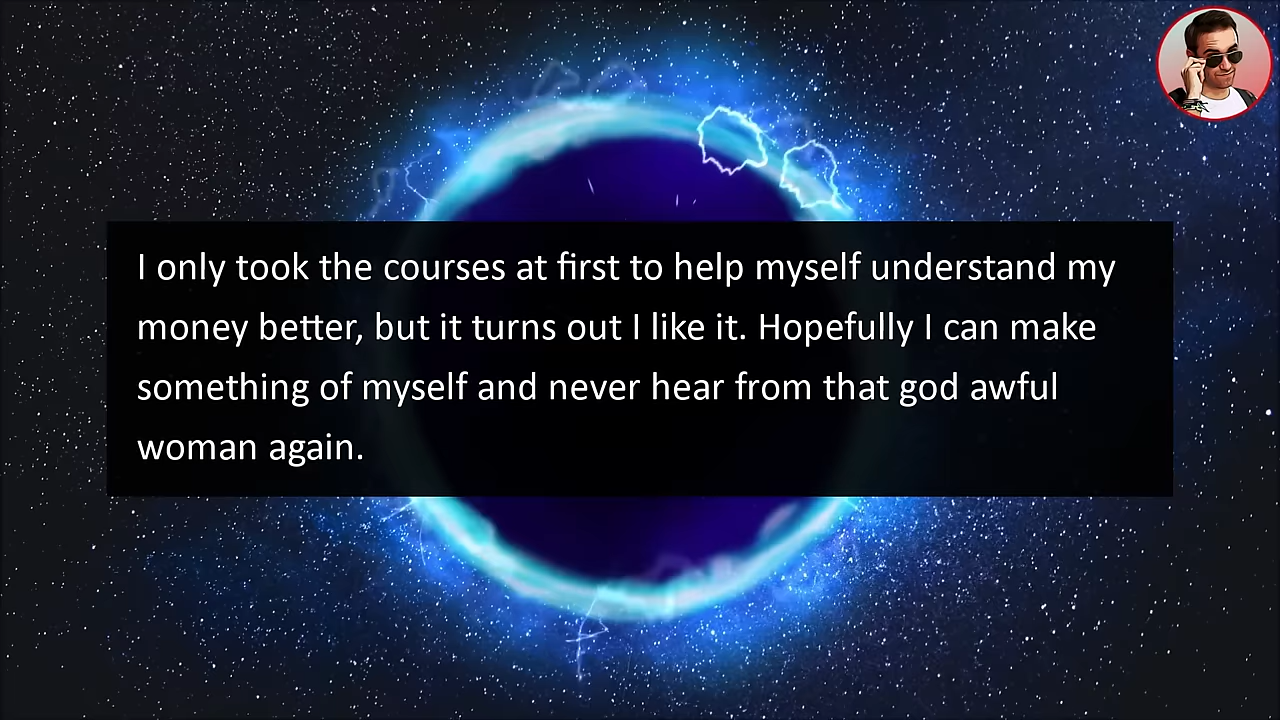 I only took the courses at first to help myself understand my
money better, but it turns out I like it. Hopefully I can make
something of myself and never hear from that god awful
woman again.